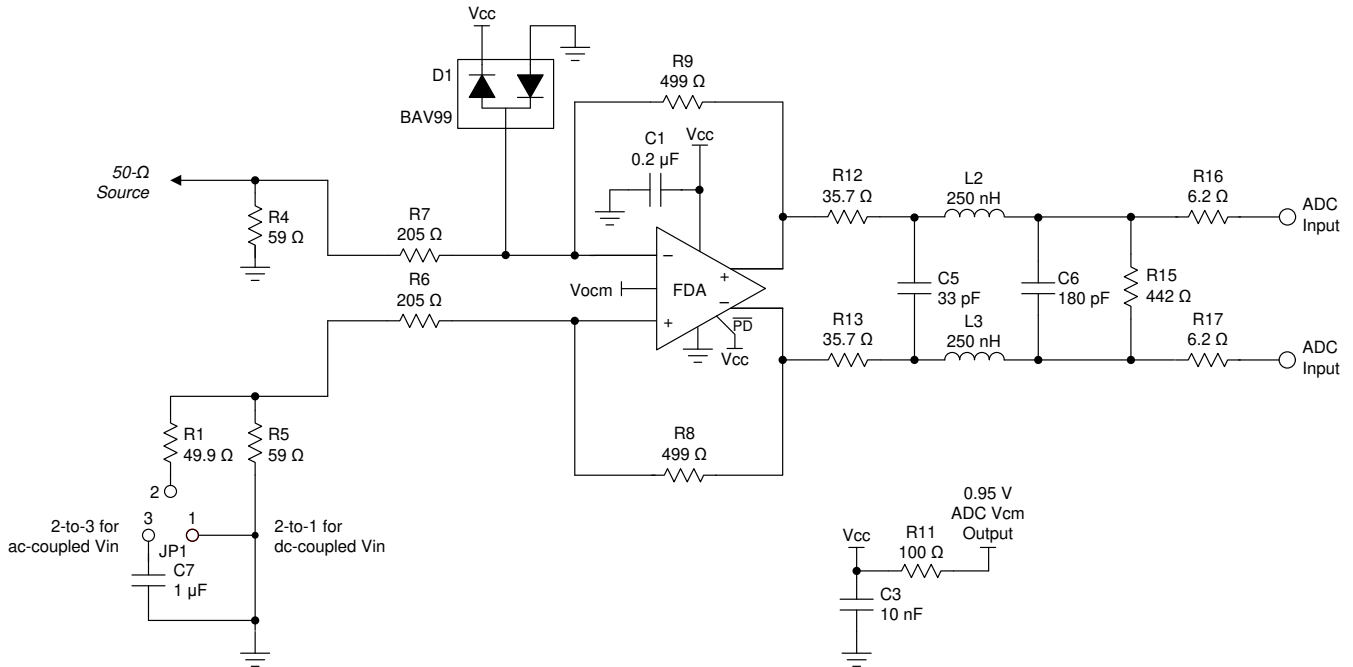 Vcc
D1
BAV99
R9
499 Ω
C1
0.2 µF
Vcc
50-Ω
Source
R4
59 Ω
R7
205 Ω
R6
205 Ω
Vocm
−
+
FDA
+
−
PD
Vcc
R12
35.7 Ω
L2
250 nH
R16
6.2 Ω
ADC
Input
C5
33 pF
C6
180 pF
R15
442 Ω
R13
35.7 Ω
L3
250 nH
R17
6.2 Ω
ADC
Input
R1
49.9 Ω
R5
59 Ω
R8
499 Ω
2
3
1
2-to-3 for
ac-coupled Vin
JP1
2-to-1 for
dc-coupled Vin
C7
1 µF
0.95 V
ADC Vcm
Output
Vcc
R11
100 Ω
C3
10 nF